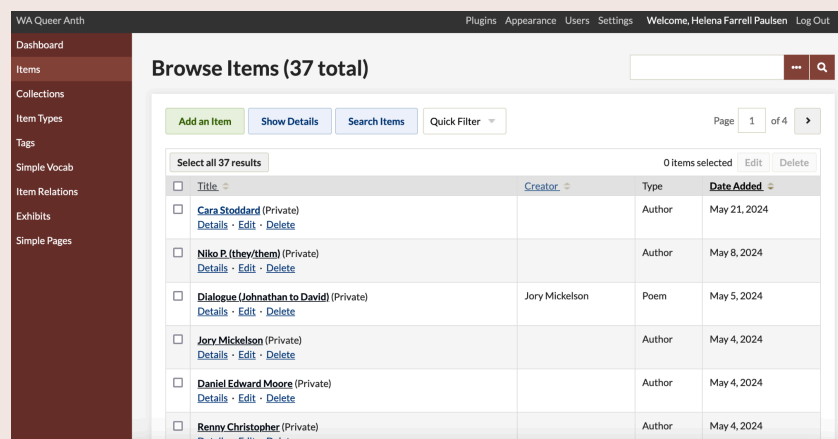 WA Queer Anth Plugins Appearance Users Settings Welcome, Helena Farrell Paulsen Log Out
Dashboard
Items
Collections
Item Types
Tags
Simple Vocab
Item Relations
Exhibits
Simple Pages
Browse Items (37 total)
Add an Item Show Details Search Items Quick Filter Page 1 of 4
Select all 37 results 0 items selected Edit Delete
Title Creator Type Date Added
Cara Stoddard (Private) Author May 21, 2024
Details · Edit · Delete
Niko P. (they/them) (Private) Author May 8, 2024
Details · Edit · Delete
Dialogue (Johnathan to David) (Private) Jory Mickelson Poem May 5, 2024
Details · Edit · Delete
Jory Mickelson (Private) Author May 4, 2024
Details · Edit · Delete
Daniel Edward Moore (Private) Author May 4, 2024
Details · Edit · Delete
Renny Christopher (Private) Author May 4, 2024
Details · Edit · Delete